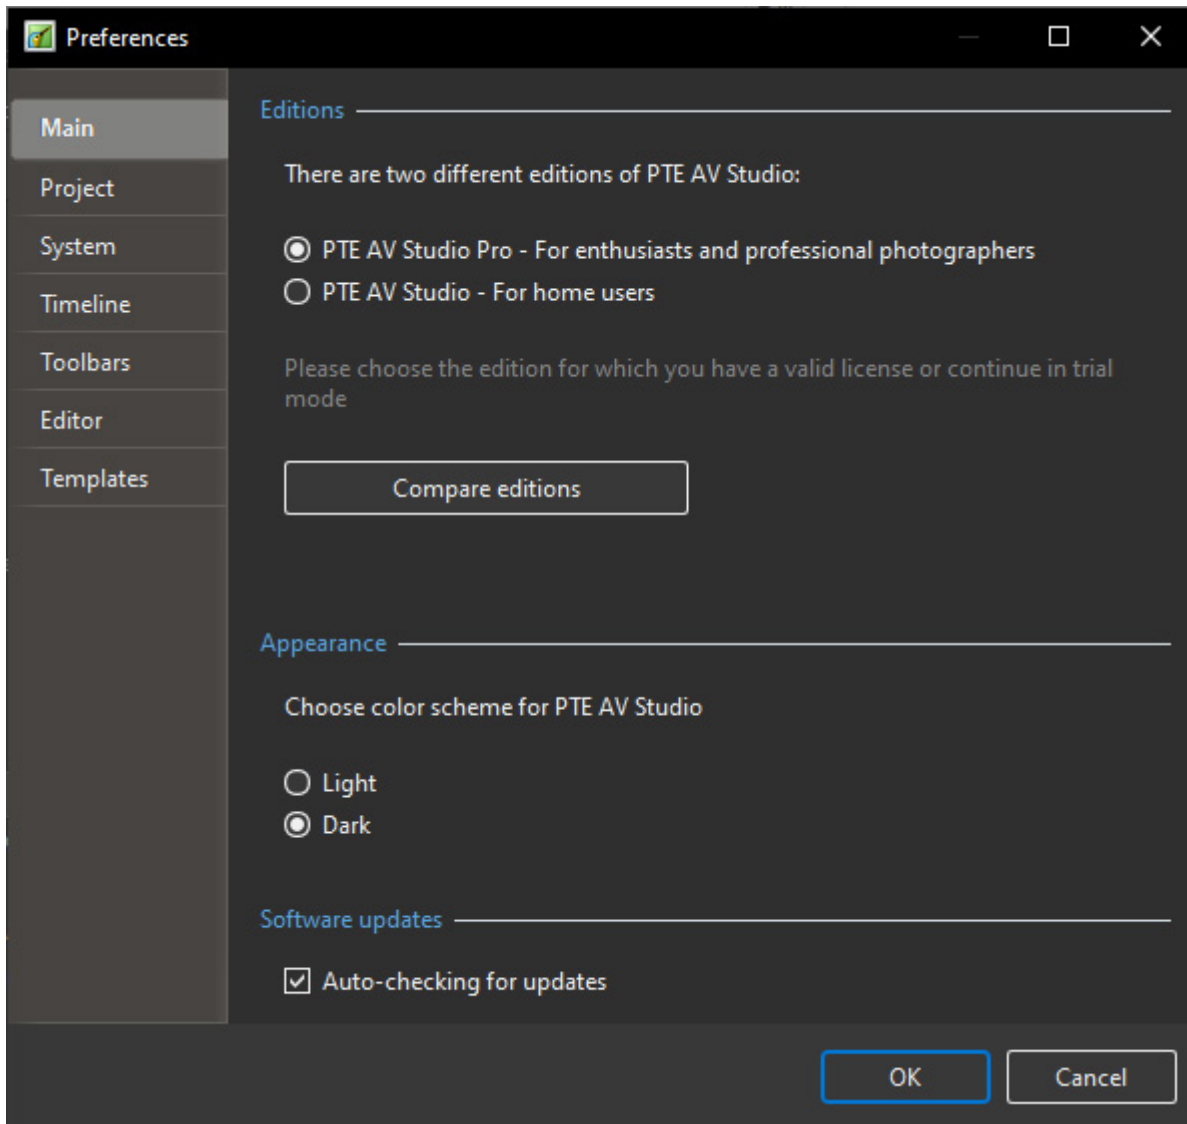 Preferences
Main
Project
System
Timeline
Toolbars
Editor
Templates
Editions
There are two different editions of PTE AV Studio:
PTE AV Studio Pro - For enthusiasts and professional photographers
PTE AV Studio - For home users
Please choose the edition for which you have a valid license or continue in trial
mode
Compare editions
Appearance
Choose color scheme for PTE AV Studio
Light
Dark
Software updates
Auto-checking for updates
OK
Cancel